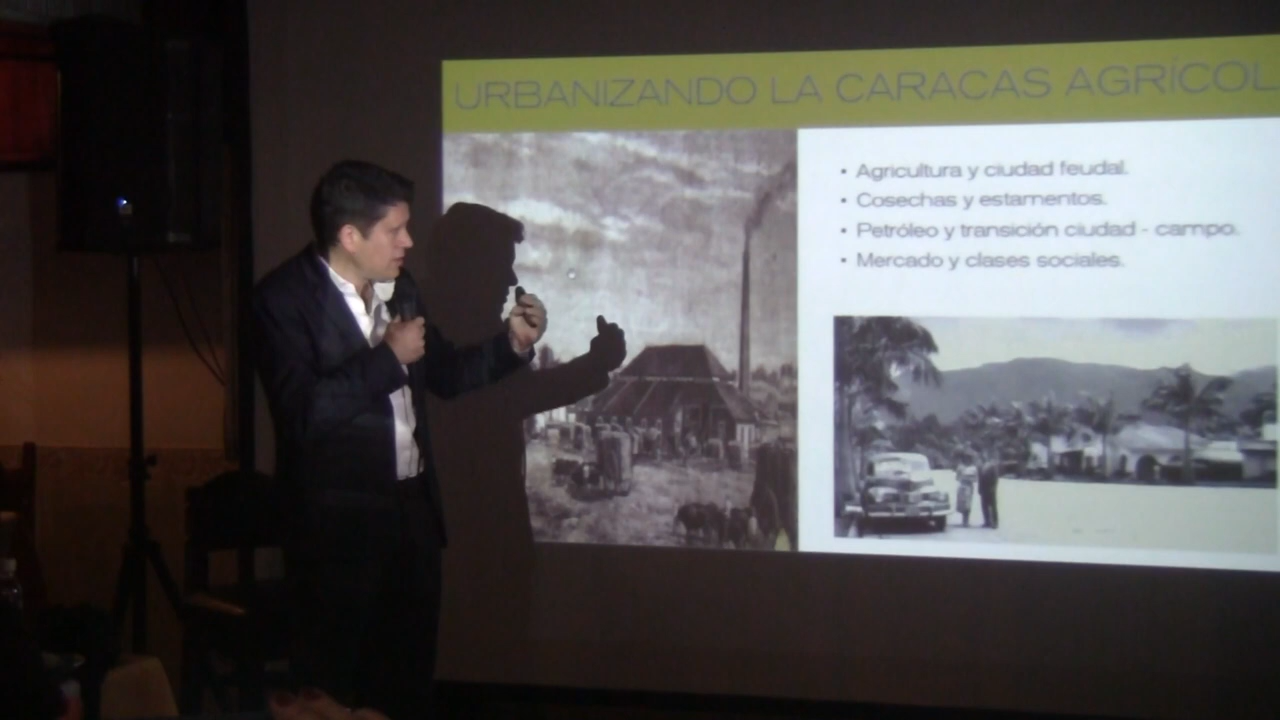 URBANIZANDO LA CARACAS AGRÍCOL
• Agricultura y ciudad feudal.
• Cosechas y estamentos.
• Petróleo y transición ciudad - campo.
• Mercado y clases sociales.